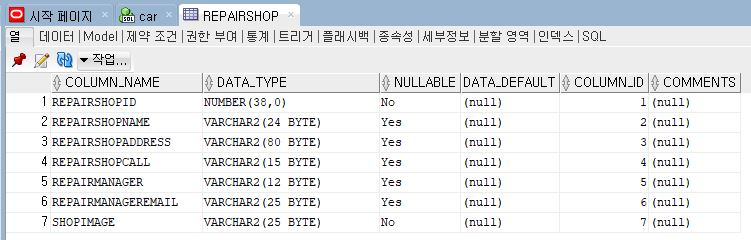 시작 페이지 × car × REPAIRSHOP ×
열 데이터 | Model | 제약 조건 | 권한 부여 | 통계 | 트리거 | 플래시백 | 종속성 | 세부정보 | 분할 영역 | 인덱스 | SQL
작업...
COLUMN_NAME DATA_TYPE NULLABLE DATA_DEFAULT COLUMN_ID COMMENTS
1 REPAIRSHOPID NUMBER(38,0) No (null) 1 (null)
2 REPAIRSHOPNAME VARCHAR2(24 BYTE) Yes (null) 2 (null)
3 REPAIRSHOPADDRESS VARCHAR2(80 BYTE) Yes (null) 3 (null)
4 REPAIRSHOPCALL VARCHAR2(15 BYTE) Yes (null) 4 (null)
5 REPAIRMANAGER VARCHAR2(12 BYTE) Yes (null) 5 (null)
6 REPAIRMANAGEREMAIL VARCHAR2(25 BYTE) Yes (null) 6 (null)
7 SHOPIMAGE VARCHAR2(25 BYTE) No (null) 7 (null)